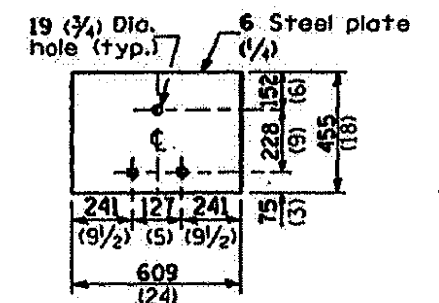 19 (3/4) Dia. hole (typ.)
6 Steel plate (1/4)
℄
152 (6)
228 (9)
455 (18)
75 (3)
241 127 241
(9 1/2) (5) (9 1/2)
609
(24)